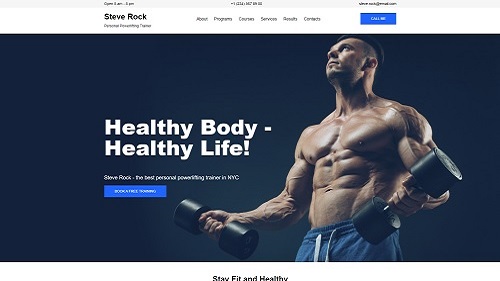 Open 5 am - 8 pm
+1 (234) 567 89 00
steve.rock@email.com
Steve Rock
Personal Powerlifting Trainer
About Programs Courses Services Results Contacts
CALL ME!
Healthy Body -
Healthy Life!
Steve Rock - the best personal powerlifting trainer in NYC
BOOK A FREE TRAINING
Stay Fit and Healthy